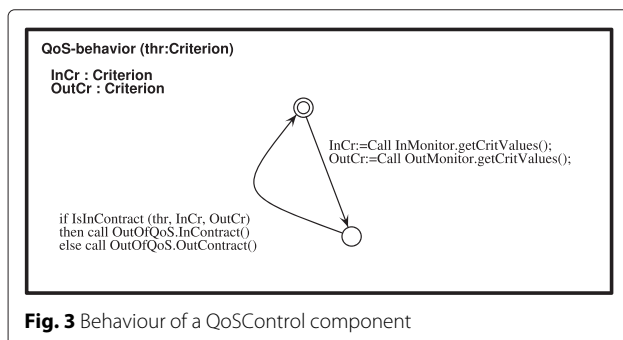 QoS-behavior (thr:Criterion)
InCr : Criterion
OutCr : Criterion
InCr:=Call InMonitor.getCritValues();
OutCr:=Call OutMonitor.getCritValues();
if IsInContract (thr, InCr, OutCr)
then call OutOfQoS.InContract()
else call OutOfQoS.OutContract()
Fig. 3 Behaviour of a QoSControl component